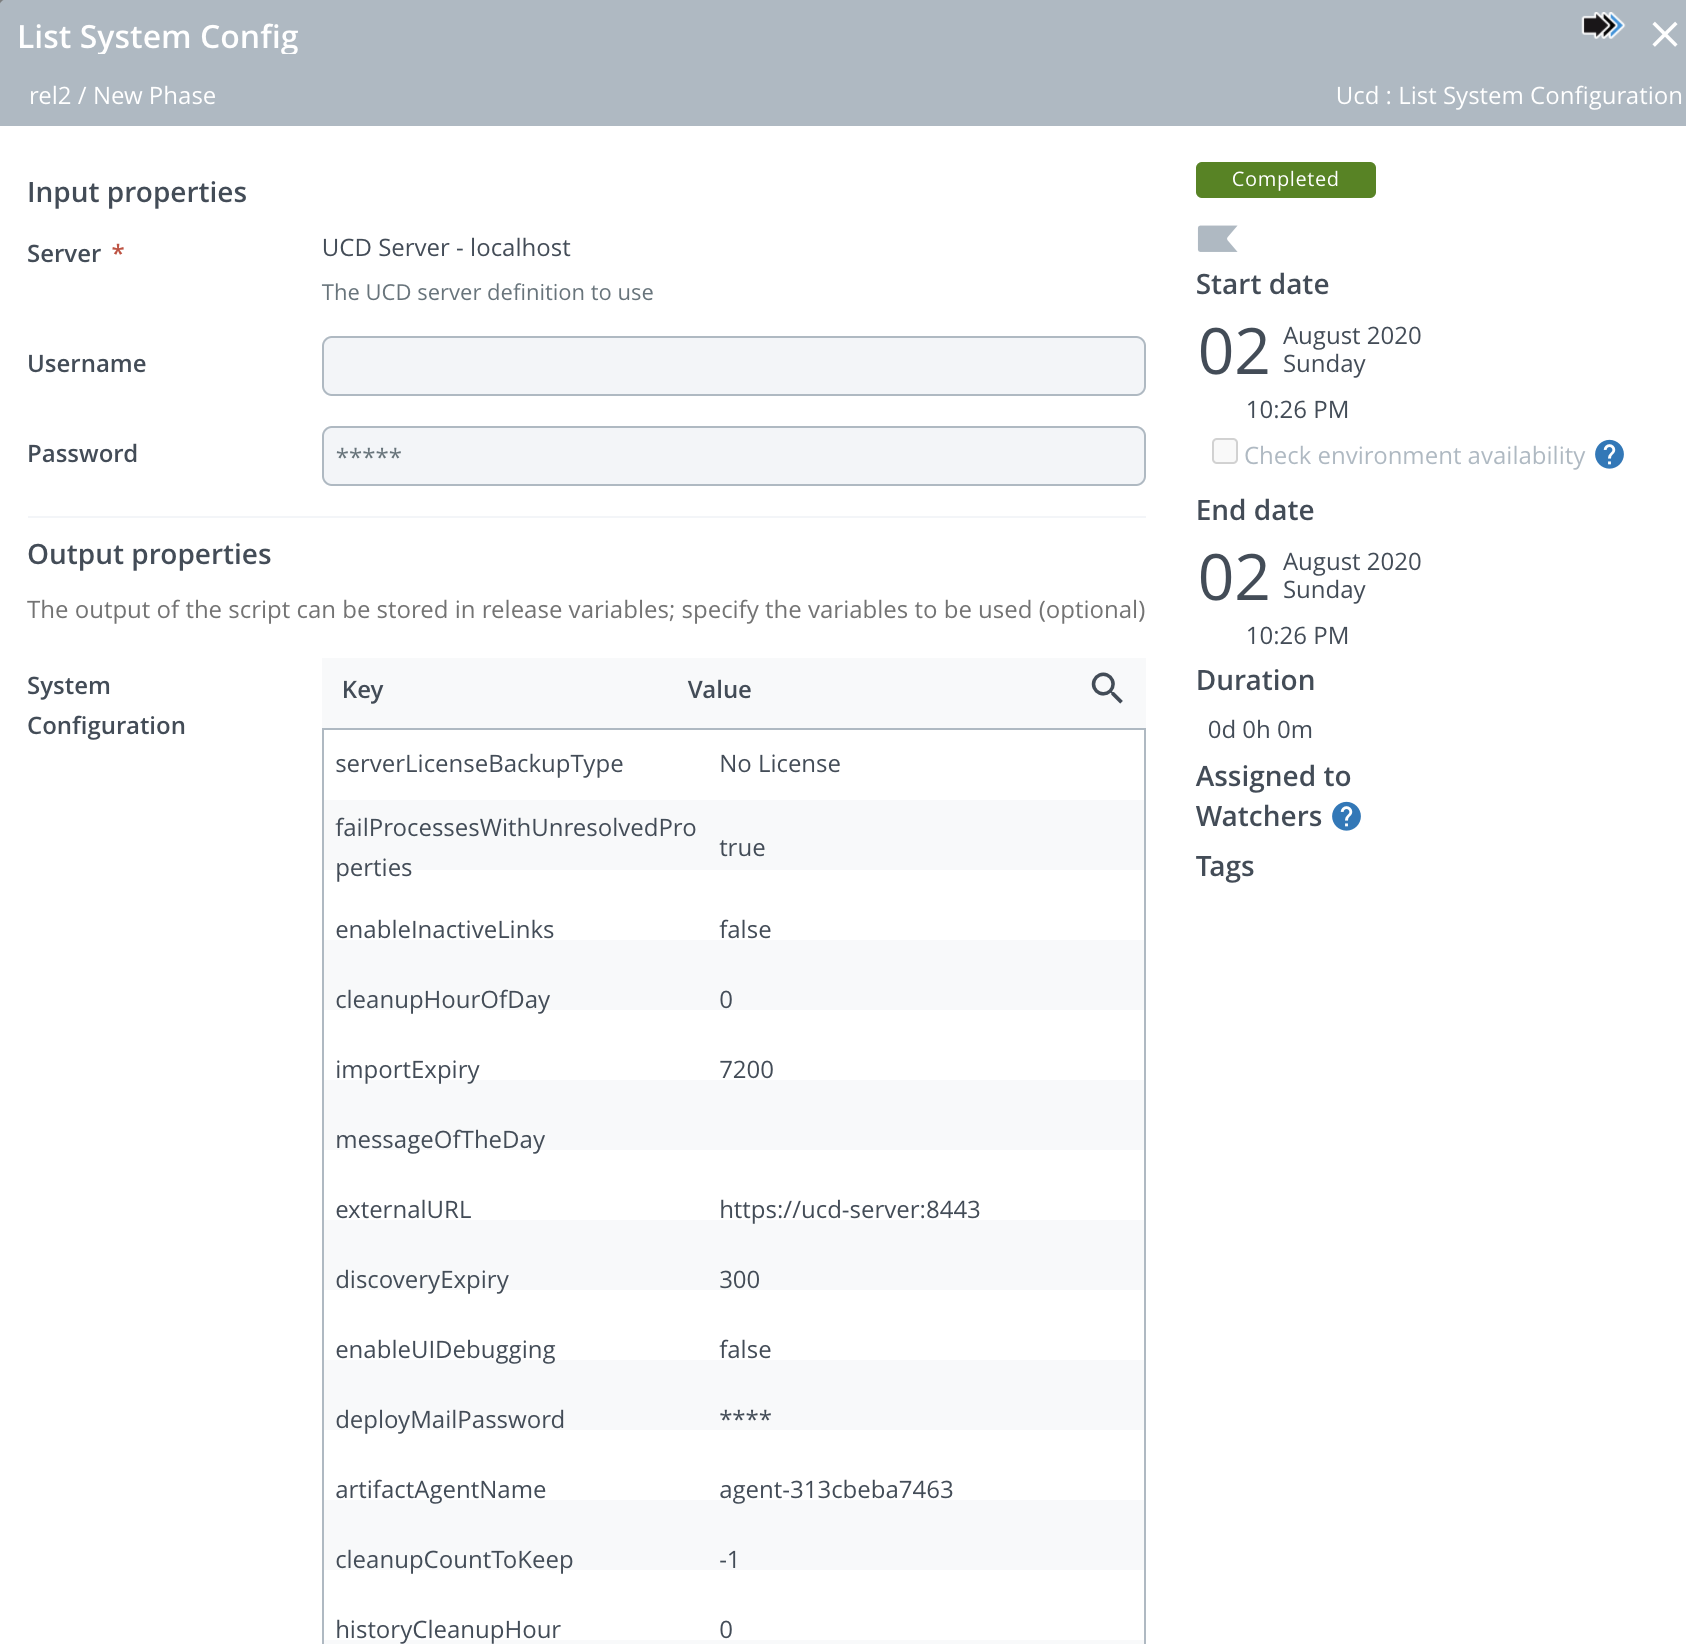 List System Config
rel2 / New Phase
Ucd : List System Configuration
Input properties
Server *
UCD Server - localhost
The UCD server definition to use
Username
Password
*****
Output properties
The output of the script can be stored in release variables; specify the variables to be used (optional)
System
Configuration
Key Value
serverLicenseBackupType No License
failProcessesWithUnresolvedPro
perties
true
enableInactiveLinks false
cleanupHourOfDay 0
importExpiry 7200
messageOfTheDay
externalURL https://ucd-server:8443
discoveryExpiry 300
enableUIDebugging false
deployMailPassword ****
artifactAgentName agent-313cbeba7463
cleanupCountToKeep -1
historyCleanupHour 0
Completed
Start date
02
August 2020
Sunday
10:26 PM
Check environment availability ?
End date
02
August 2020
Sunday
10:26 PM
Duration
0d 0h 0m
Assigned to
Watchers ?
Tags